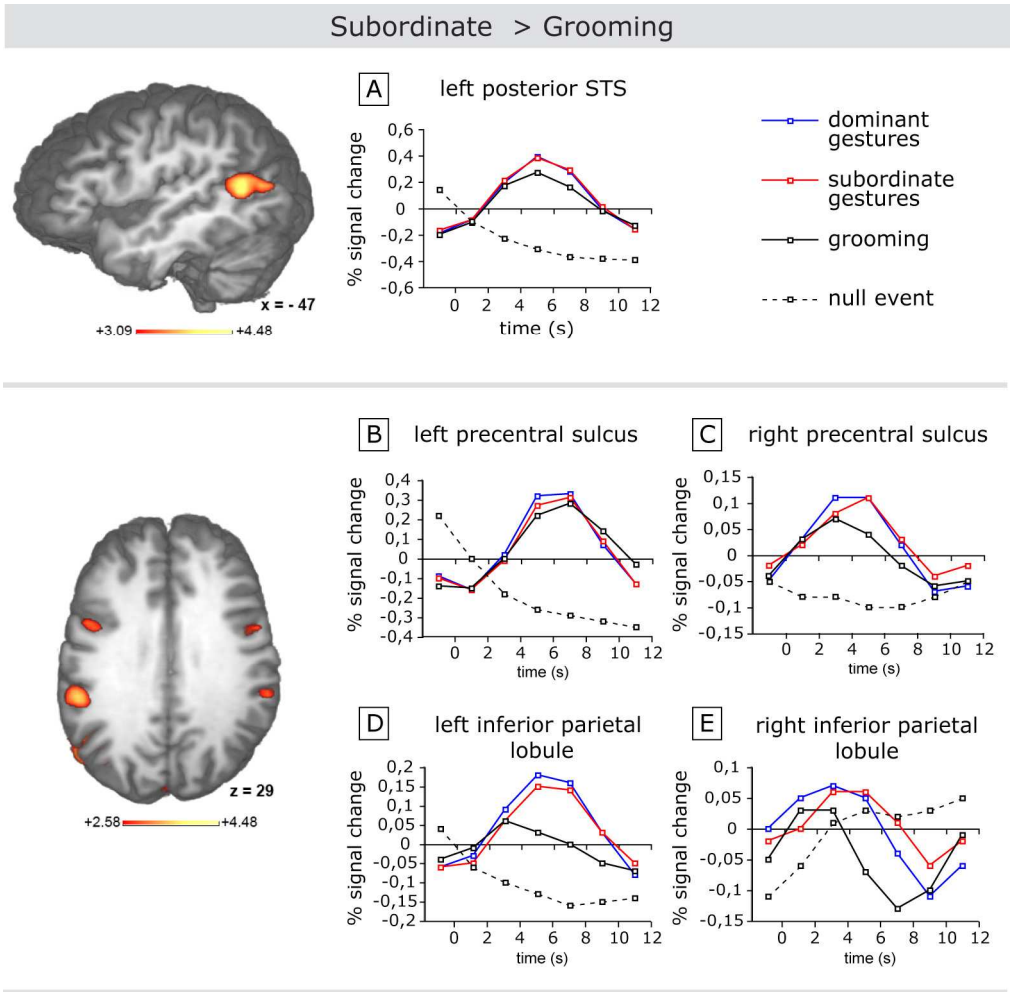 Subordinate > Grooming
A left posterior STS
dominant
gestures
subordinate
gestures
grooming
null event
% signal change
0,6
0,4
0,2
0
-0,2
-0,4
-0,6
0 2 4 6 8 10 12
time (s)
x = - 47
+3.09 +4.48
B left precentral sulcus
% signal change
0,4
0,3
0,2
0,1
0
-0,1
-0,2
-0,3
-0,4
0 2 4 6 8 10 12
time (s)
C right precentral sulcus
% signal change
0,15
0,1
0,05
0
-0,05
-0,1
-0,15
0 2 4 6 8 10 12
time (s)
z = 29
+2.58 +4.48
D left inferior parietal
lobule
% signal change
0,2
0,15
0,1
0,05
0
-0,05
-0,1
-0,15
-0,2
0 2 4 6 8 10 12
time (s)
E right inferior parietal
lobule
% signal change
0,1
0,05
0
-0,05
-0,1
-0,15
0 2 4 6 8 10 12
time (s)